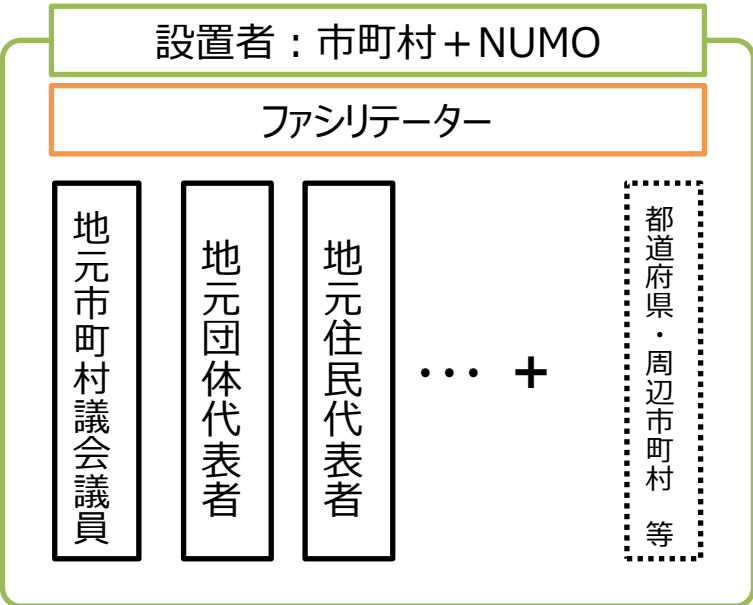 設置者：市町村＋NUMO
ファシリテーター
地元市町村議会議員
地元団体代表者
地元住民代表者
… +
都道府県・周辺市町村　等